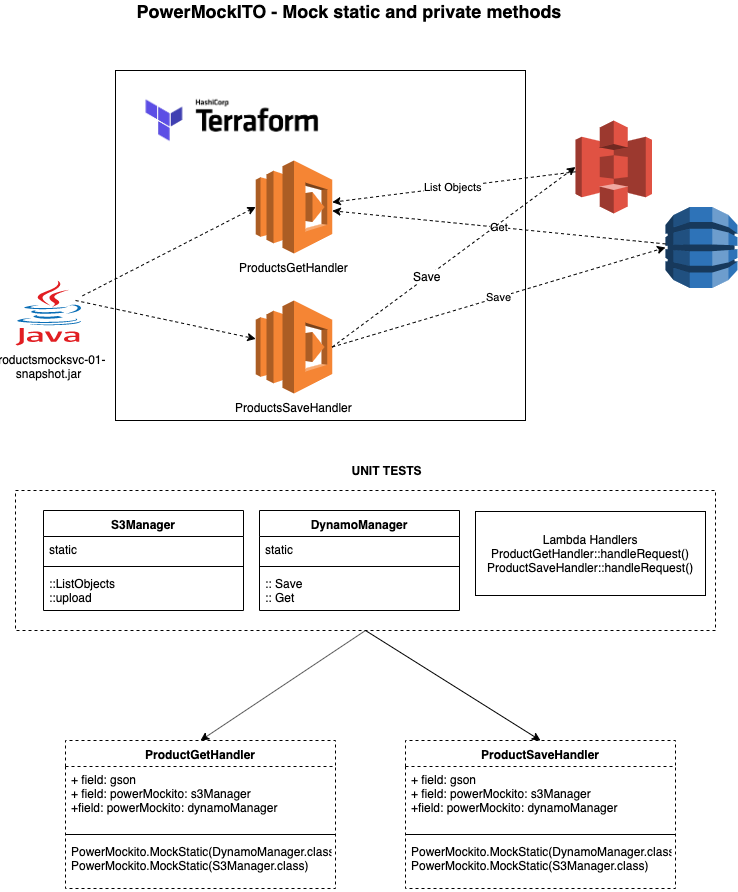 PowerMockITO - Mock static and private methods
HashiCorp
Terraform
List Objects
Get
ProductsGetHandler
Save
Save
Java
roductsmocksvc-01-
snapshot.jar
ProductsSaveHandler
UNIT TESTS
S3Manager
static
::ListObjects
::upload
DynamoManager
static
:: Save
:: Get
Lambda Handlers
ProductGetHandler::handleRequest()
ProductSaveHandler::handleRequest()
ProductGetHandler
+ field: gson
+ field: powerMockito: s3Manager
+field: powerMockito: dynamoManager
PowerMockito.MockStatic(DynamoManager.class
PowerMockito.MockStatic(S3Manager.class)
ProductSaveHandler
+ field: gson
+ field: powerMockito: s3Manager
+field: powerMockito: dynamoManager
PowerMockito.MockStatic(DynamoManager.class
PowerMockito.MockStatic(S3Manager.class)